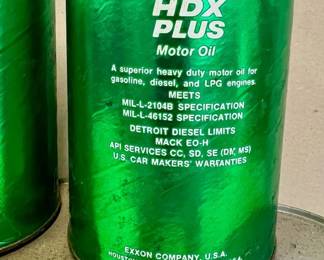 HDX
PLUS
Motor Oil
A superior heavy duty motor oil for
gasoline, diesel, and LPG engines.
MEETS
MIL-L-2104B SPECIFICATION
MIL-L-46152 SPECIFICATION
DETROIT DIESEL LIMITS
MACK EO-H
API SERVICES CC, SD, SE (DM, MS)
U.S. CAR MAKERS' WARRANTIES
EXXON COMPANY, U.S.A.